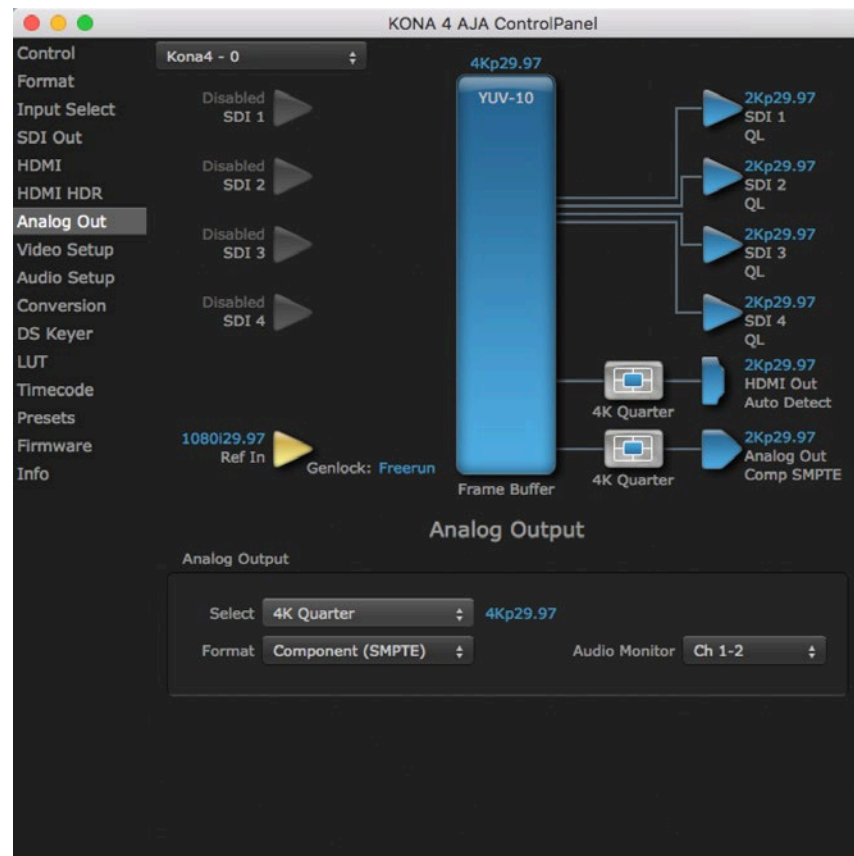 KONA 4 AJA ControlPanel
Control
Format
Input Select
SDI Out
HDMI
HDMI HDR
Analog Out
Video Setup
Audio Setup
Conversion
DS Keyer
LUT
Timecode
Presets
Firmware
Info
Kona4 - 0
Disabled
SDI 1
Disabled
SDI 2
Disabled
SDI 3
Disabled
SDI 4
1080i29.97
Ref In
Genlock: Freerun
4Kp29.97
YUV-10
Frame Buffer
2Kp29.97
SDI 1
QL
2Kp29.97
SDI 2
QL
2Kp29.97
SDI 3
QL
2Kp29.97
SDI 4
QL
4K Quarter
2Kp29.97
HDMI Out
Auto Detect
4K Quarter
2Kp29.97
Analog Out
Comp SMPTE
Analog Output
Analog Output
Select 4K Quarter 4Kp29.97
Format Component (SMPTE) Audio Monitor Ch 1-2